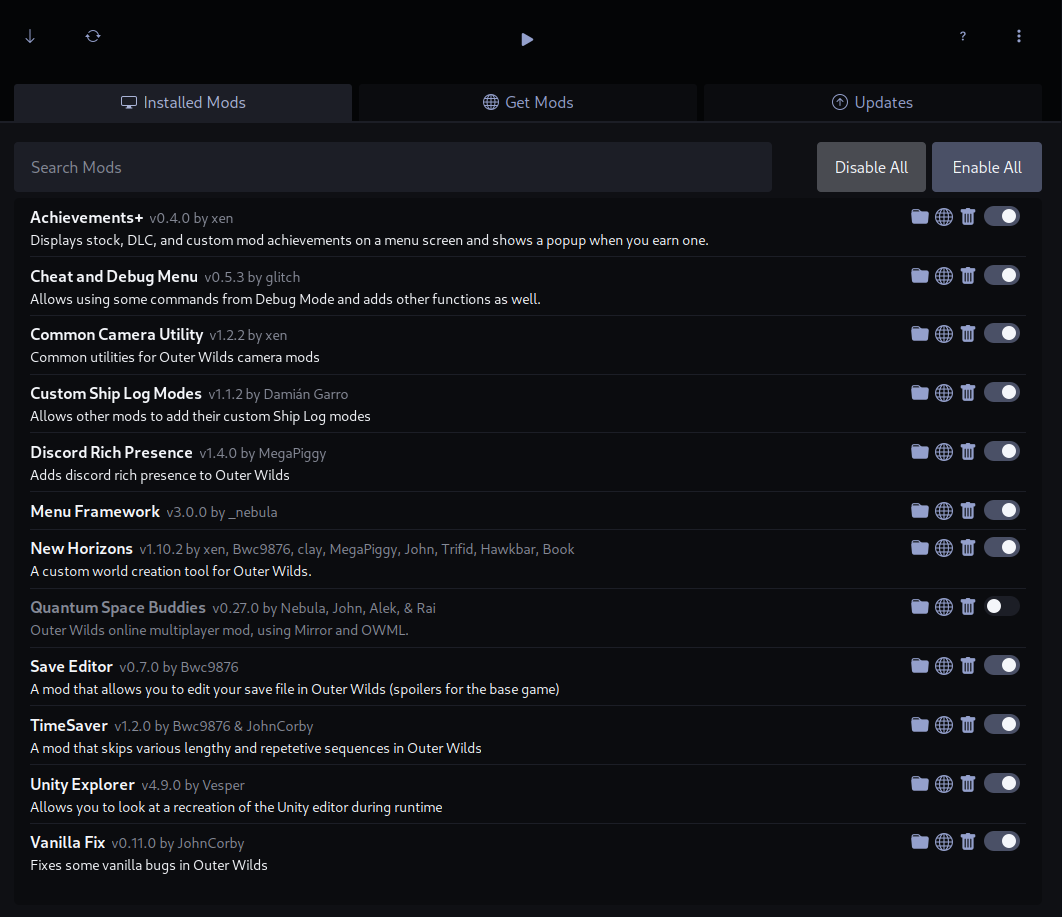 ?
Installed Mods
Get Mods
Updates
Search Mods
Disable All
Enable All
Achievements+ v0.4.0 by xen
Displays stock, DLC, and custom mod achievements on a menu screen and shows a popup when you earn one.
Cheat and Debug Menu v0.5.3 by glitch
Allows using some commands from Debug Mode and adds other functions as well.
Common Camera Utility v1.2.2 by xen
Common utilities for Outer Wilds camera mods
Custom Ship Log Modes v1.1.2 by Damián Garro
Allows other mods to add their custom Ship Log modes
Discord Rich Presence v1.4.0 by MegaPiggy
Adds discord rich presence to Outer Wilds
Menu Framework v3.0.0 by _nebula
New Horizons v1.10.2 by xen, Bwc9876, clay, MegaPiggy, John, Trifid, Hawkbar, Book
A custom world creation tool for Outer Wilds.
Quantum Space Buddies v0.27.0 by Nebula, John, Alek, & Rai
Outer Wilds online multiplayer mod, using Mirror and OWML.
Save Editor v0.7.0 by Bwc9876
A mod that allows you to edit your save file in Outer Wilds (spoilers for the base game)
TimeSaver v1.2.0 by Bwc9876 & JohnCorby
A mod that skips various lengthy and repetetive sequences in Outer Wilds
Unity Explorer v4.9.0 by Vesper
Allows you to look at a recreation of the Unity editor during runtime
Vanilla Fix v0.11.0 by JohnCorby
Fixes some vanilla bugs in Outer Wilds